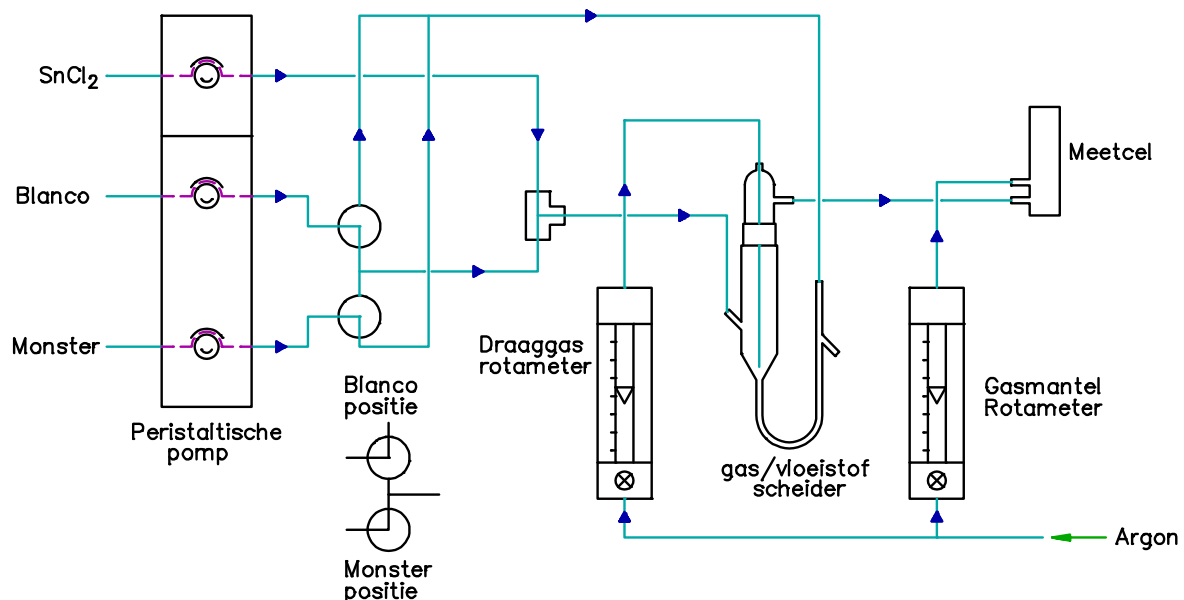 SnCl2
Blanco
Monster
Peristaltische
pomp
Blanco
positie
Monster
positie
Draaggas
rotameter
gas/vloeistof
scheider
Meetcel
Gasmantel
Rotameter
Argon